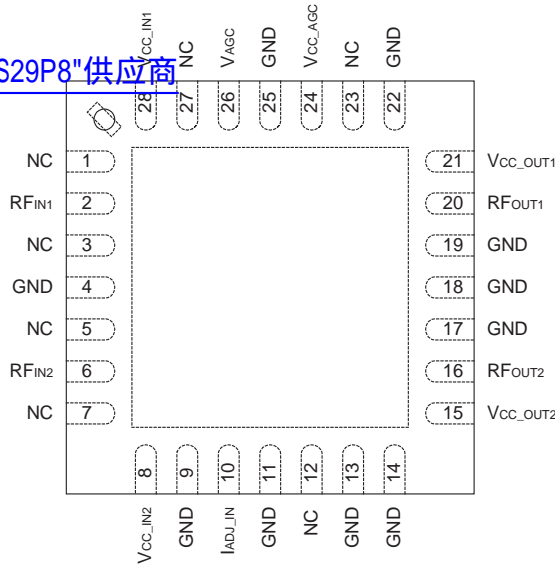 VCC_IN1 NC VAGC GND VCC_AGC NC GND
S29P8"供应商
28 27 26 25 24 23 22
NC 1
RFIN1 2
NC 3
GND 4
NC 5
RFIN2 6
NC 7
21 VCC_OUT1
20 RFOUT1
19 GND
18 GND
17 GND
16 RFOUT2
15 VCC_OUT2
8 9 10 11 12 13 14
VCC_IN2 GND IADJ_IN GND NC GND GND